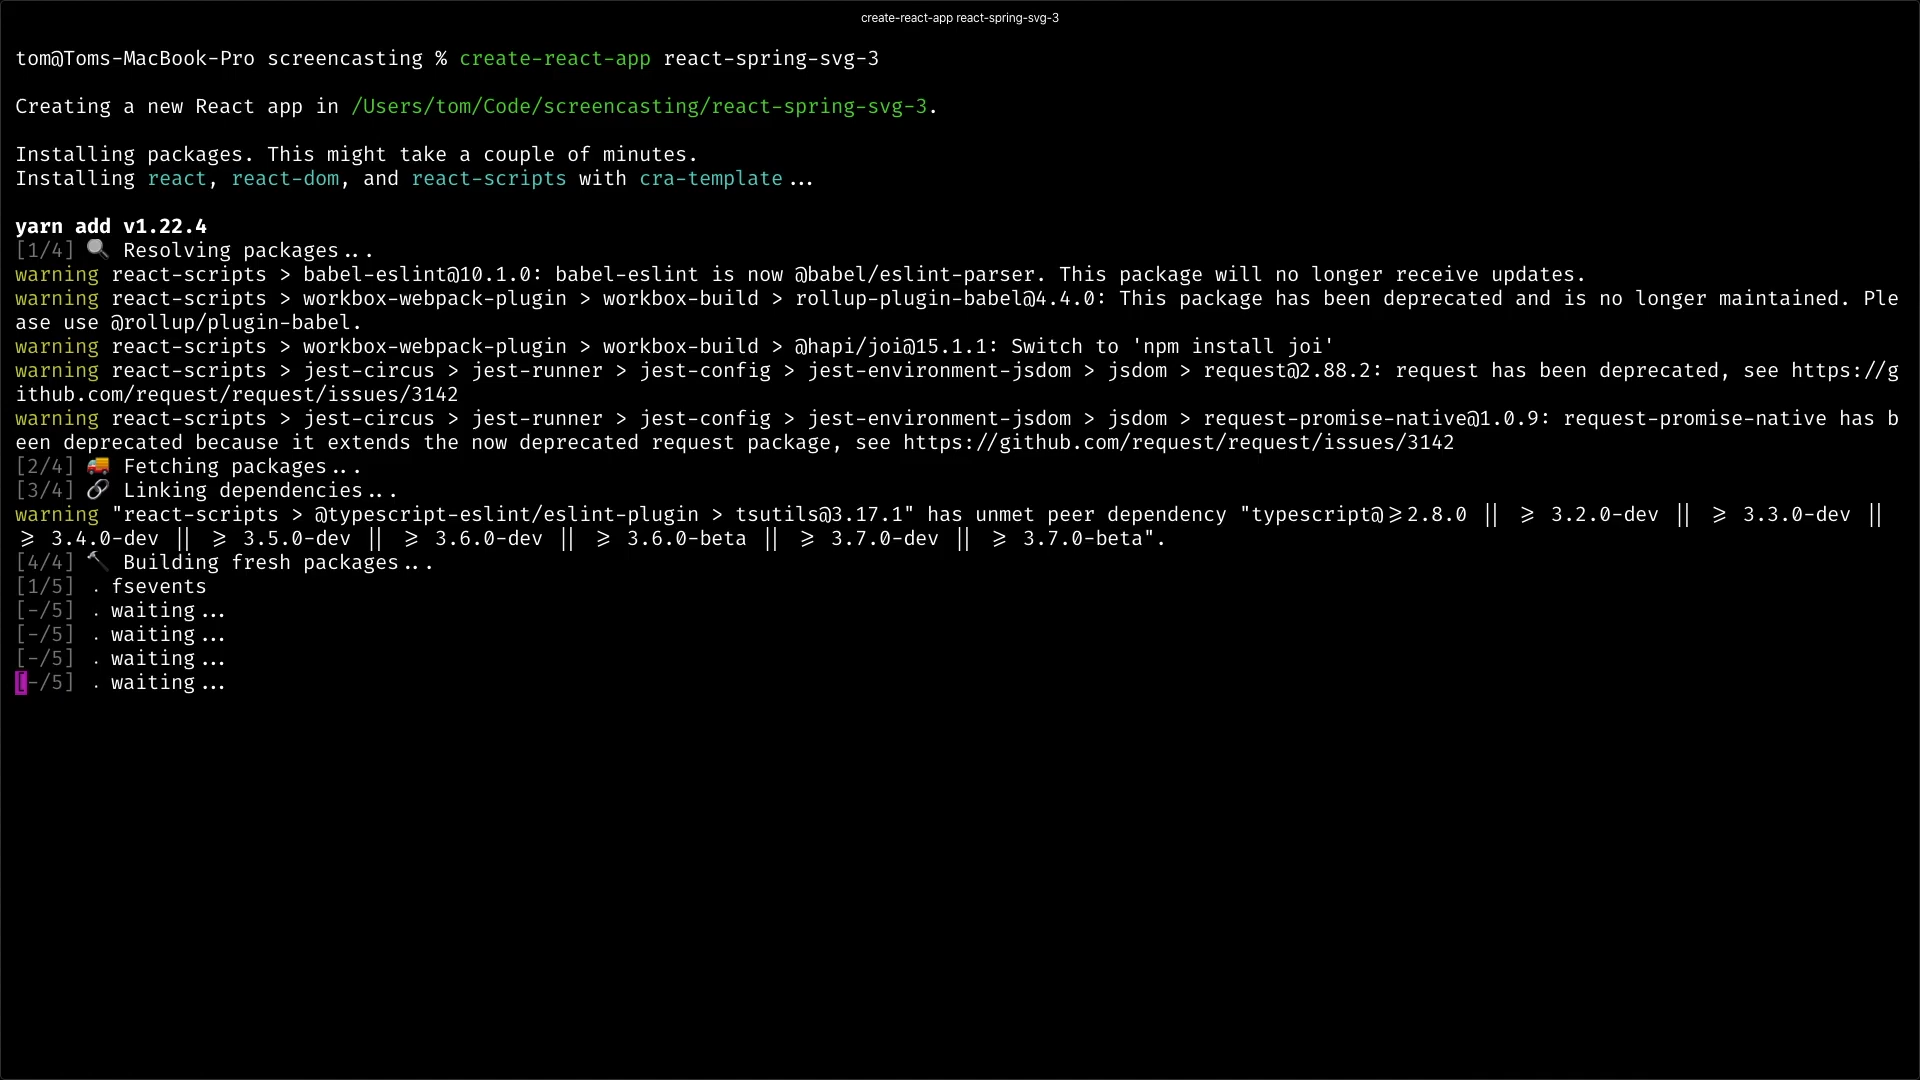 create-react-app react-spring-svg-3
tom@Toms-MacBook-Pro screencasting % create-react-app react-spring-svg-3
Creating a new React app in /Users/tom/Code/screencasting/react-spring-svg-3.
Installing packages. This might take a couple of minutes.
Installing react, react-dom, and react-scripts with cra-template...
yarn add v1.22.4
[1/4] 🔍 Resolving packages...
warning react-scripts > babel-eslint@10.1.0: babel-eslint is now @babel/eslint-parser. This package will no longer receive updates.
warning react-scripts > workbox-webpack-plugin > workbox-build > rollup-plugin-babel@4.4.0: This package has been deprecated and is no longer maintained. Ple
ase use @rollup/plugin-babel.
warning react-scripts > workbox-webpack-plugin > workbox-build > @hapi/joi@15.1.1: Switch to 'npm install joi'
warning react-scripts > jest-circus > jest-runner > jest-config > jest-environment-jsdom > jsdom > request@2.88.2: request has been deprecated, see https://g
ithub.com/request/request/issues/3142
warning react-scripts > jest-circus > jest-runner > jest-config > jest-environment-jsdom > jsdom > request-promise-native@1.0.9: request-promise-native has b
een deprecated because it extends the now deprecated request package, see https://github.com/request/request/issues/3142
[2/4] 🚚 Fetching packages...
[3/4] 🔗 Linking dependencies...
warning "react-scripts > @typescript-eslint/eslint-plugin > tsutils@3.17.1" has unmet peer dependency "typescript@>=2.8.0 || >= 3.2.0-dev || >= 3.3.0-dev ||
>= 3.4.0-dev || >= 3.5.0-dev || >= 3.6.0-dev || >= 3.6.0-beta || >= 3.7.0-dev || >= 3.7.0-beta".
[4/4] 🔨 Building fresh packages...
[1/5] . fsevents
[-/5] . waiting...
[-/5] . waiting...
[-/5] . waiting...
[-/5] . waiting...